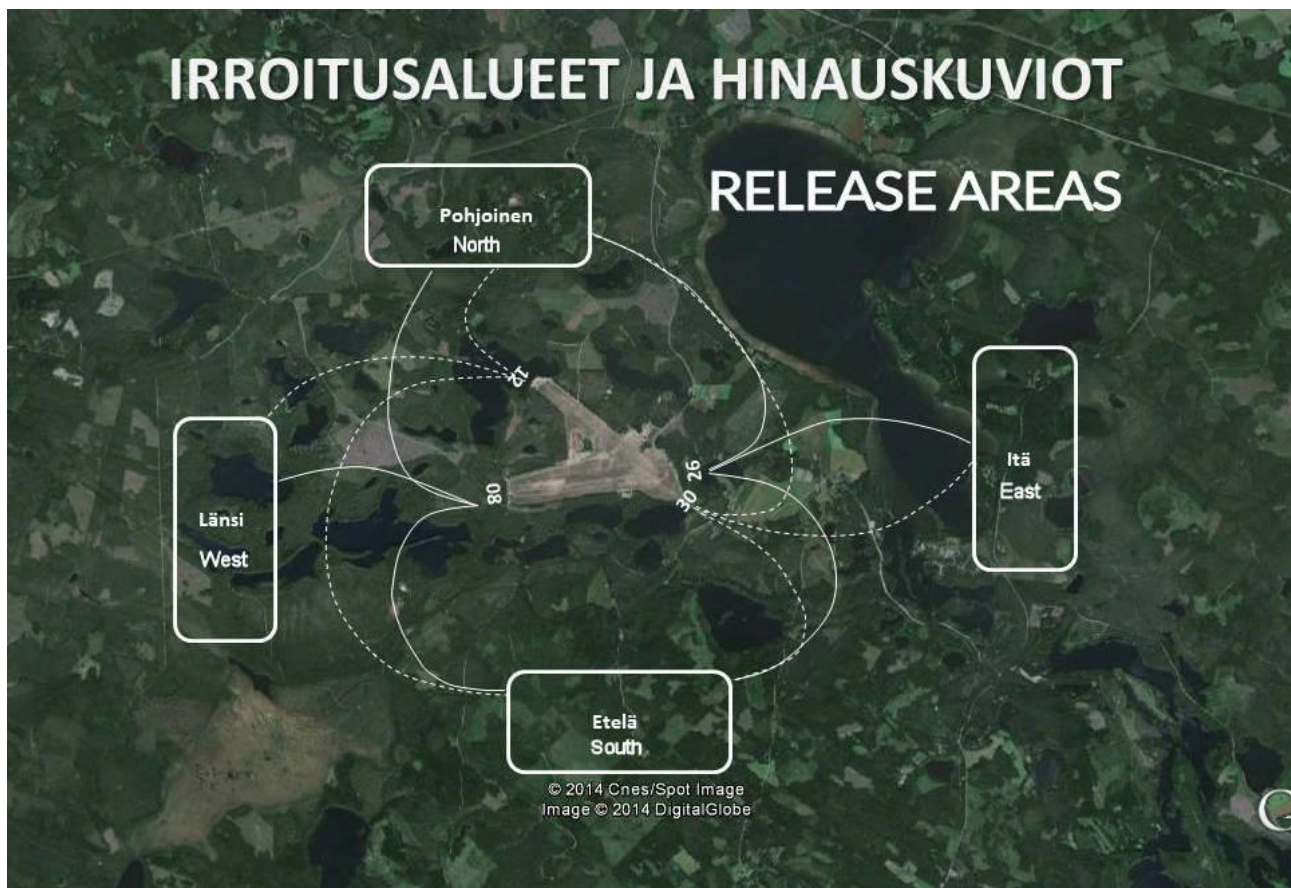 IRROITUSALUEET JA HINAUSKUVIOT
RELEASE AREAS
Pohjoinen
North
12
Itä
East
26
30
08
Länsi
West
Etelä
South
© 2014 Cnes/Spot Image
Image © 2014 DigitalGlobe
G